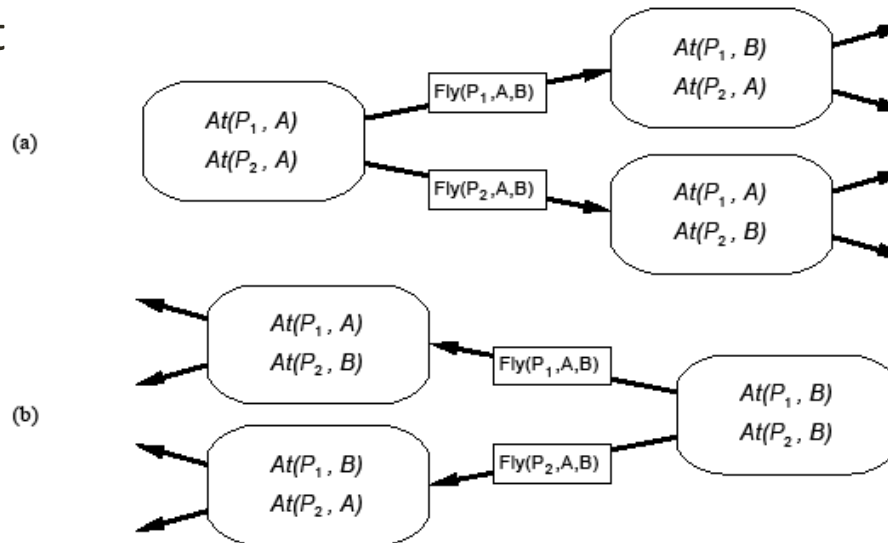 At(P₁ , B)
At(P₂ , A)
Fly(P₁,A,B)
At(P₁ , A)
At(P₂ , A)
(a)
Fly(P₂,A,B)
At(P₁ , A)
At(P₂ , B)
At(P₁ , A)
At(P₂ , B)
Fly(P₁,A,B)
At(P₁ , B)
At(P₂ , B)
(b)
At(P₁ , B)
At(P₂ , A)
Fly(P₂,A,B)